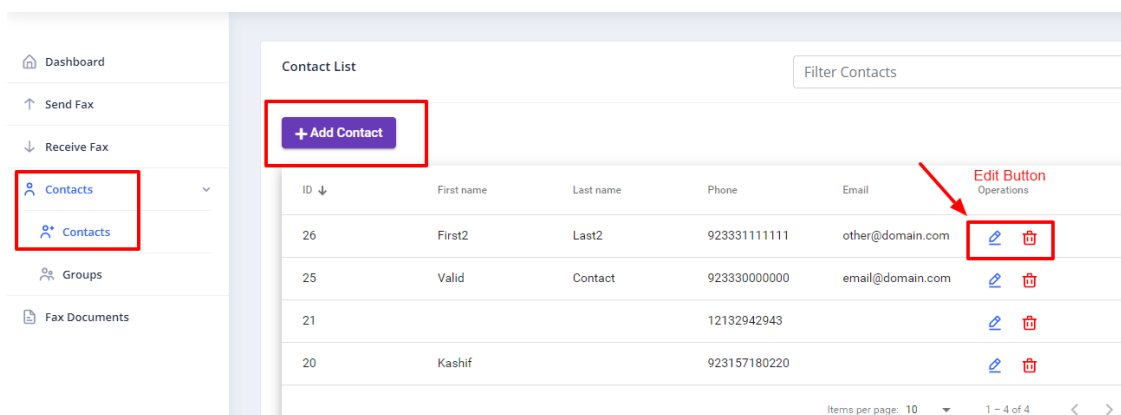 Dashboard
Send Fax
Receive Fax
Contacts
Contacts
Groups
Fax Documents
Contact List
Filter Contacts
+ Add Contact
Edit Button
ID First name Last name Phone Email Operations
26 First2 Last2 923331111111 other@domain.com
25 Valid Contact 923330000000 email@domain.com
21 12132942943
20 Kashif 923157180220
Items per page: 10 1 – 4 of 4